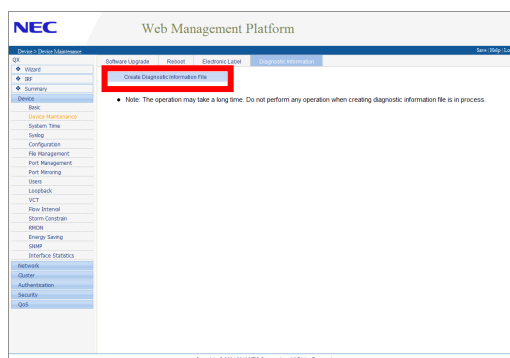 NEC
Web Management Platform
Device > Device Maintenance
Save | Help | Lo
QX
Wizard
IRF
Summary
Device
Basic
Device Maintenance
System Time
Syslog
Configuration
File Management
Port Management
Port Mirroring
Users
Loopback
VCT
Flow Interval
Storm Constrain
RMON
Energy Saving
SNMP
Interface Statistics
Network
Cluster
Authentication
Security
QoS
Software Upgrade Reboot Electronic Label Diagnostic Information
Create Diagnostic Information File
Note: The operation may take a long time. Do not perform any operation when creating diagnostic information file is in process.